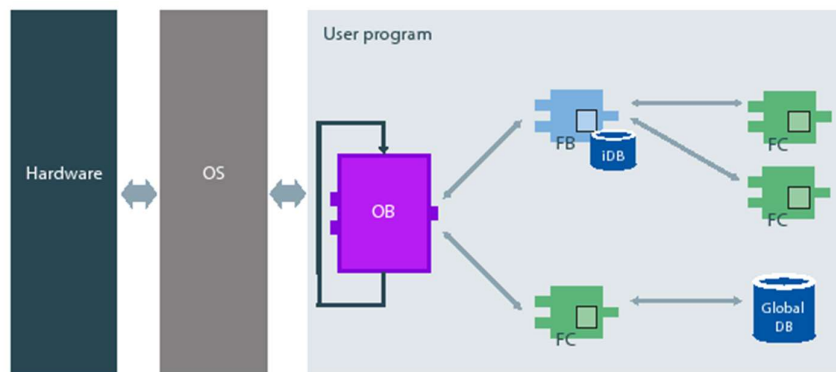 User program
Hardware
OS
OB
FB
iDB
FC
FC
FC
Global
DB